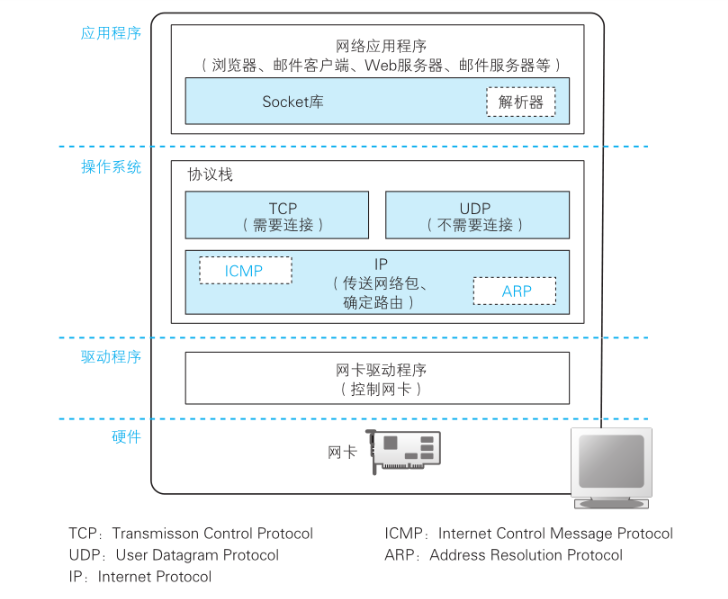 应用程序
网络应用程序
（浏览器、邮件客户端、Web服务器、邮件服务器等）
Socket库
解析器
操作系统
协议栈
TCP
（需要连接）
UDP
（不需要连接）
ICMP
IP
（传送网络包、
确定路由）
ARP
驱动程序
网卡驱动程序
（控制网卡）
硬件
网卡
TCP：Transmisson Control Protocol
UDP：User Datagram Protocol
IP：Internet Protocol
ICMP：Internet Control Message Protocol
ARP：Address Resolution Protocol